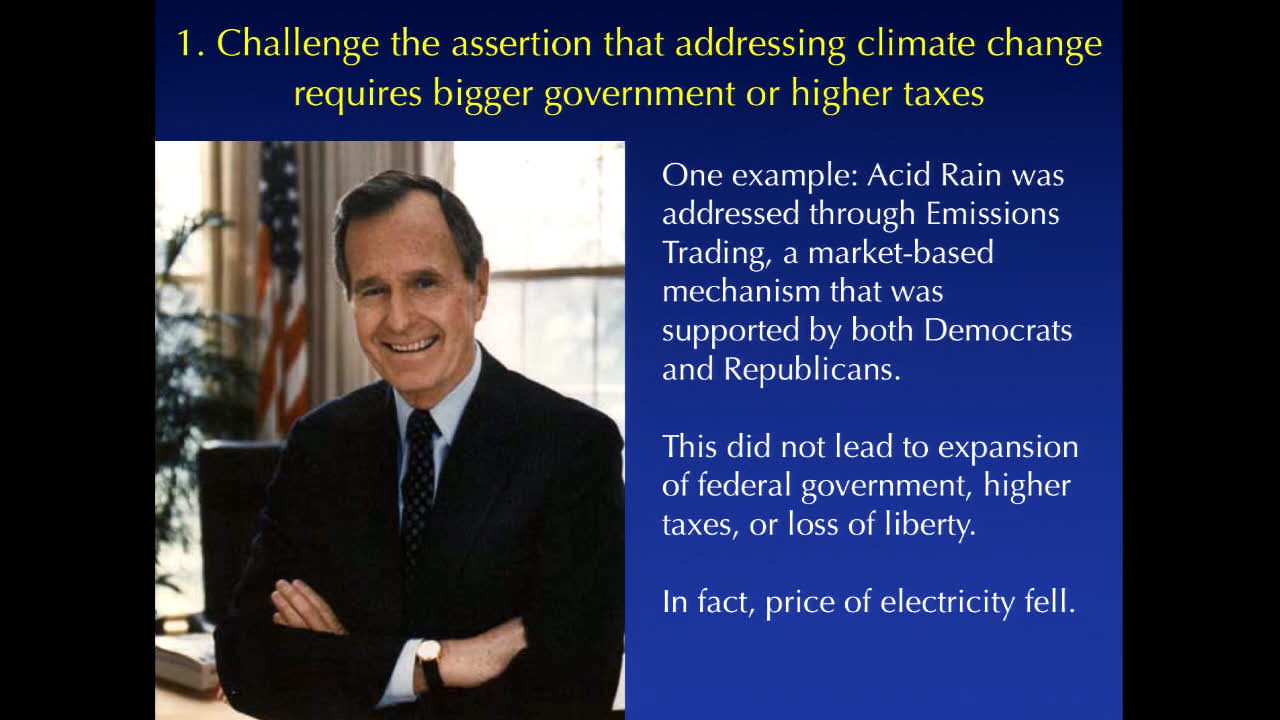 1. Challenge the assertion that addressing climate change
requires bigger government or higher taxes
One example: Acid Rain was
addressed through Emissions
Trading, a market-based
mechanism that was
supported by both Democrats
and Republicans.
This did not lead to expansion
of federal government, higher
taxes, or loss of liberty.
In fact, price of electricity fell.